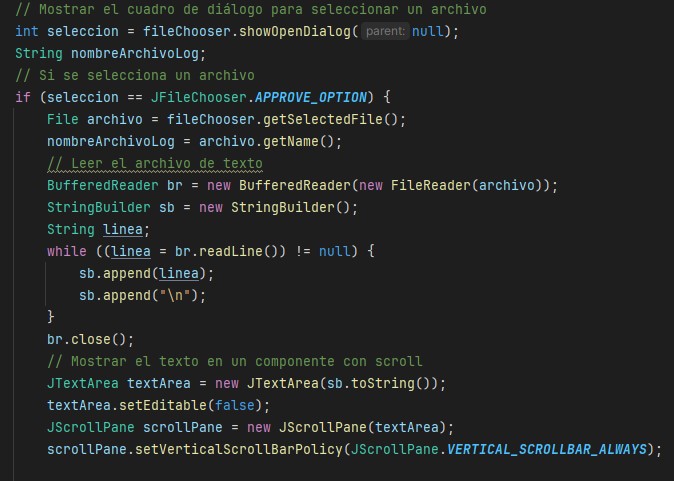 // Mostrar el cuadro de diálogo para seleccionar un archivo
int seleccion = fileChooser.showOpenDialog( parent: null);
String nombreArchivoLog;
// Si se selecciona un archivo
if (seleccion == JFileChooser.APPROVE_OPTION) {
    File archivo = fileChooser.getSelectedFile();
    nombreArchivoLog = archivo.getName();
    // Leer el archivo de texto
    BufferedReader br = new BufferedReader(new FileReader(archivo));
    StringBuilder sb = new StringBuilder();
    String linea;
    while ((linea = br.readLine()) != null) {
        sb.append(linea);
        sb.append("\n");
    }
    br.close();
    // Mostrar el texto en un componente con scroll
    JTextArea textArea = new JTextArea(sb.toString());
    textArea.setEditable(false);
    JScrollPane scrollPane = new JScrollPane(textArea);
    scrollPane.setVerticalScrollBarPolicy(JScrollPane.VERTICAL_SCROLLBAR_ALWAYS);